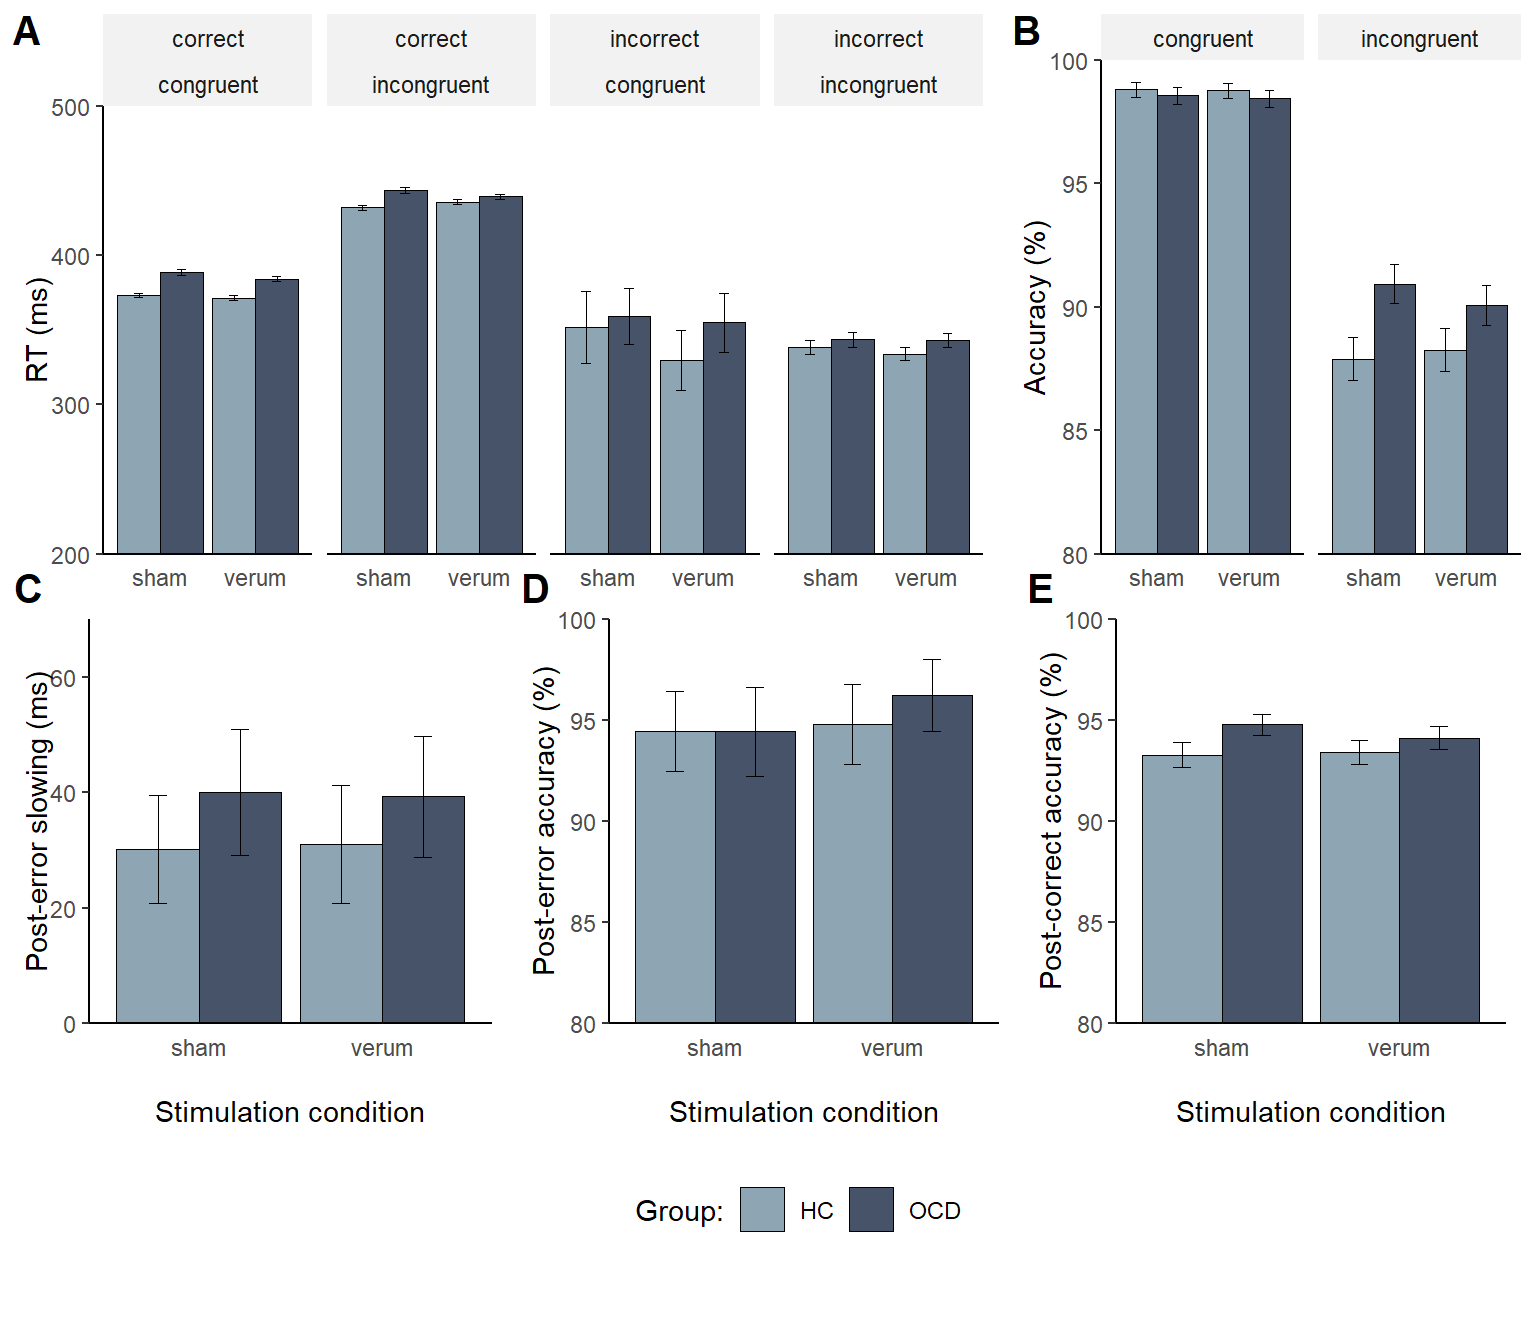 A
correct correct incorrect incorrect
congruent incongruent congruent incongruent
500
400
300
200
RT (ms)
sham verum sham verum sham verum sham verum
B
congruent incongruent
100
95
90
85
80
Accuracy (%)
sham verum sham verum
C
60
40
20
0
Post-error slowing (ms)
sham verum
Stimulation condition
D
100
95
90
85
80
Post-error accuracy (%)
sham verum
Stimulation condition
E
100
95
90
85
80
Post-correct accuracy (%)
sham verum
Stimulation condition
Group: HC OCD